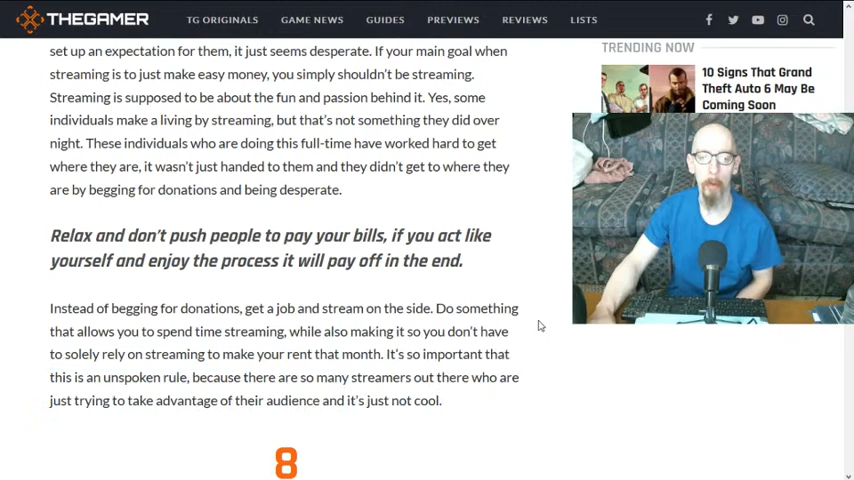 THEGAMER
TG ORIGINALS GAME NEWS GUIDES PREVIEWS REVIEWS LISTS
set up an expectation for them, it just seems desperate. If your main goal when
streaming is to just make easy money, you simply shouldn't be streaming.
Streaming is supposed to be about the fun and passion behind it. Yes, some
individuals make a living by streaming, but that's not something they did over
night. These individuals who are doing this full-time have worked hard to get
where they are, it wasn't just handed to them and they didn't get to where they
are by begging for donations and being desperate.
Relax and don't push people to pay your bills, if you act like
yourself and enjoy the process it will pay off in the end.
Instead of begging for donations, get a job and stream on the side. Do something
that allows you to spend time streaming, while also making it so you don't have
to solely rely on streaming to make your rent that month. It's so important that
this is an unspoken rule, because there are so many streamers out there who are
just trying to take advantage of their audience and it's just not cool.
8
TRENDING NOW
10 Signs That Grand
Theft Auto 6 May Be
Coming Soon